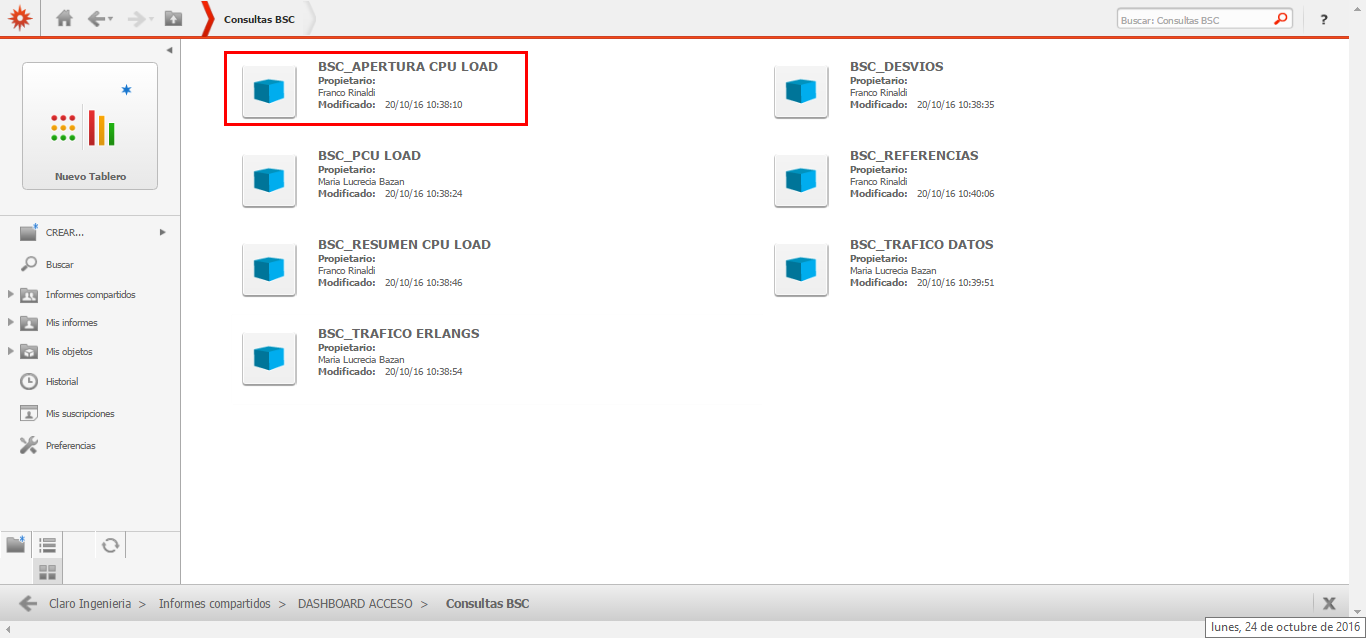 Consultas BSC
Buscar: Consultas BSC
?
Nuevo Tablero
CREAR...
Buscar
Informes compartidos
Mis informes
Mis objetos
Historial
Mis suscripciones
Preferencias
BSC_APERTURA CPU LOAD
Propietario:
Franco Rinaldi
Modificado: 20/10/16 10:38:10
BSC_DESVIOS
Propietario:
Franco Rinaldi
Modificado: 20/10/16 10:38:35
BSC_PCU LOAD
Propietario:
Maria Lucrecia Bazan
Modificado: 20/10/16 10:38:24
BSC_REFERENCIAS
Propietario:
Franco Rinaldi
Modificado: 20/10/16 10:40:06
BSC_RESUMEN CPU LOAD
Propietario:
Franco Rinaldi
Modificado: 20/10/16 10:38:46
BSC_TRAFICO DATOS
Propietario:
Maria Lucrecia Bazan
Modificado: 20/10/16 10:39:51
BSC_TRAFICO ERLANGS
Propietario:
Maria Lucrecia Bazan
Modificado: 20/10/16 10:38:54
Claro Ingenieria > Informes compartidos > DASHBOARD ACCESO > Consultas BSC
lunes, 24 de octubre de 2016